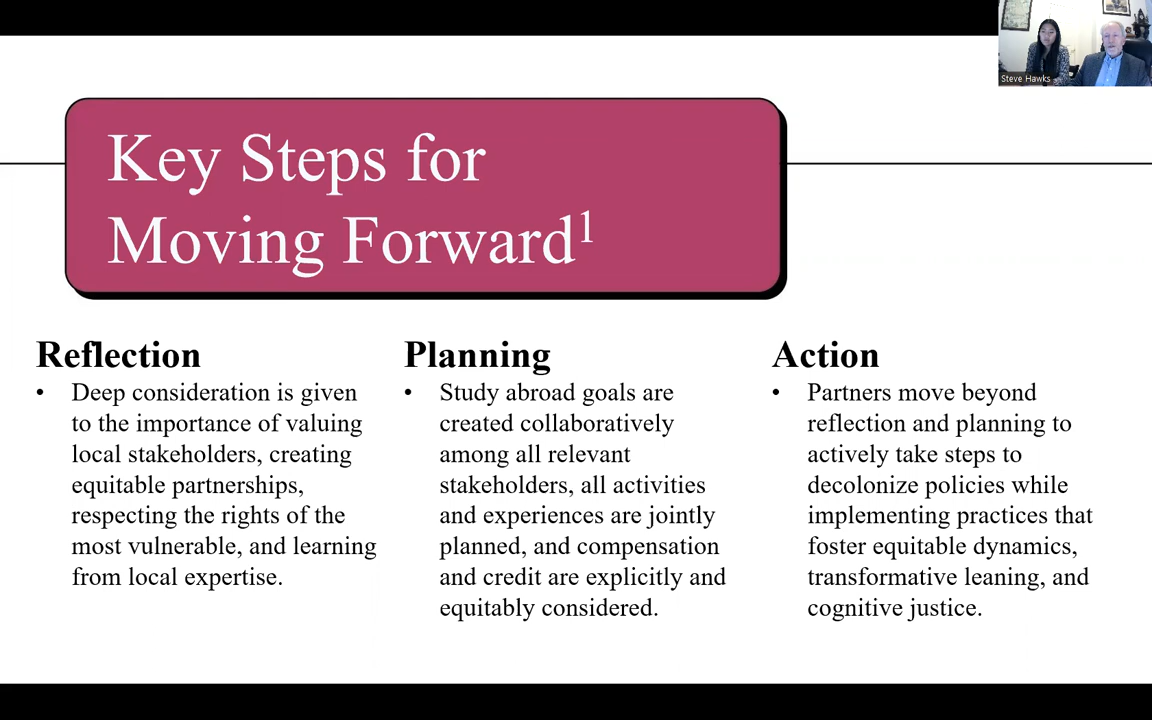 Steve Hawks
Key Steps for
Moving Forward¹
Reflection
• Deep consideration is given
to the importance of valuing
local stakeholders, creating
equitable partnerships,
respecting the rights of the
most vulnerable, and learning
from local expertise.
Planning
• Study abroad goals are
created collaboratively
among all relevant
stakeholders, all activities
and experiences are jointly
planned, and compensation
and credit are explicitly and
equitably considered.
Action
• Partners move beyond
reflection and planning to
actively take steps to
decolonize policies while
implementing practices that
foster equitable dynamics,
transformative leaning, and
cognitive justice.